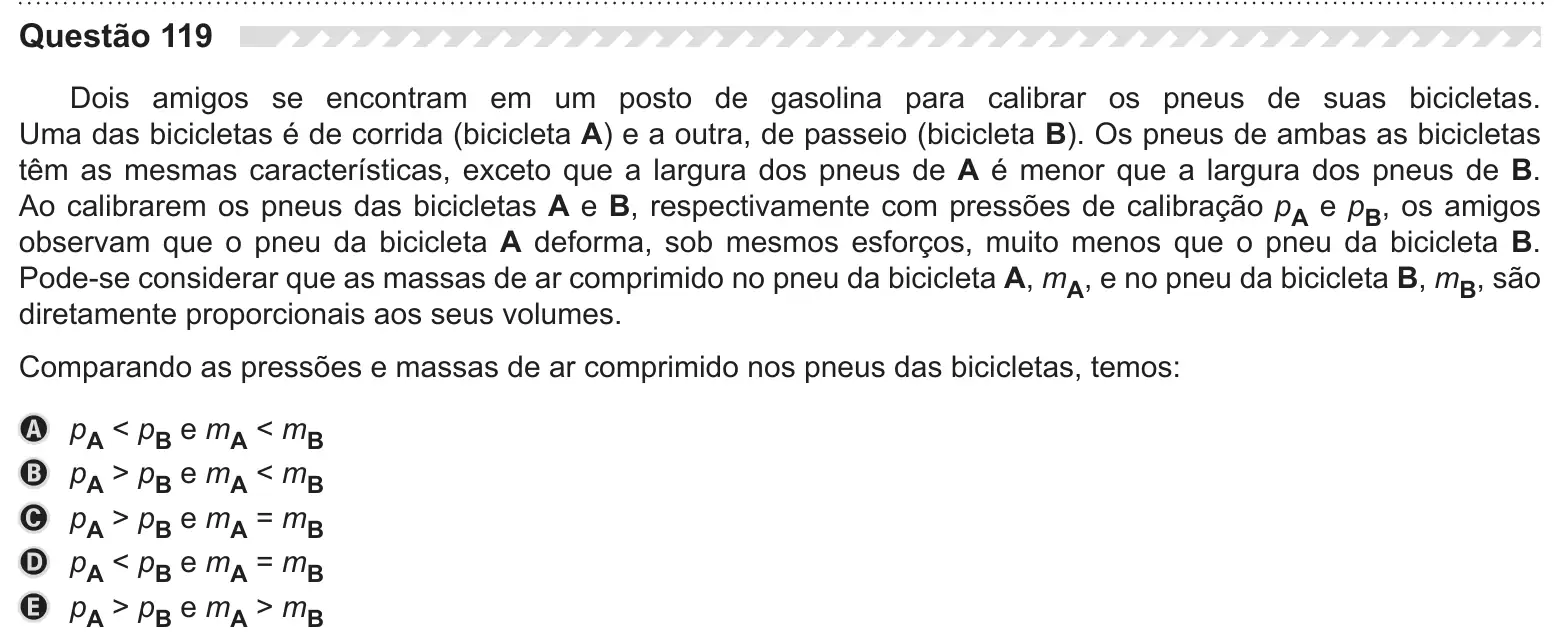 Questão 119
Dois amigos se encontram em um posto de gasolina para calibrar os pneus de suas bicicletas.
Uma das bicicletas é de corrida (bicicleta A) e a outra, de passeio (bicicleta B). Os pneus de ambas as bicicletas
têm as mesmas características, exceto que a largura dos pneus de A é menor que a largura dos pneus de B.
Ao calibrarem os pneus das bicicletas A e B, respectivamente com pressões de calibração pA e pB, os amigos
observam que o pneu da bicicleta A deforma, sob mesmos esforços, muito menos que o pneu da bicicleta B.
Pode-se considerar que as massas de ar comprimido no pneu da bicicleta A, mA, e no pneu da bicicleta B, mB, são
diretamente proporcionais aos seus volumes.
Comparando as pressões e massas de ar comprimido nos pneus das bicicletas, temos:
A pA < pB e mA < mB
B pA > pB e mA < mB
C pA > pB e mA = mB
D pA < pB e mA = mB
E pA > pB e mA > mB